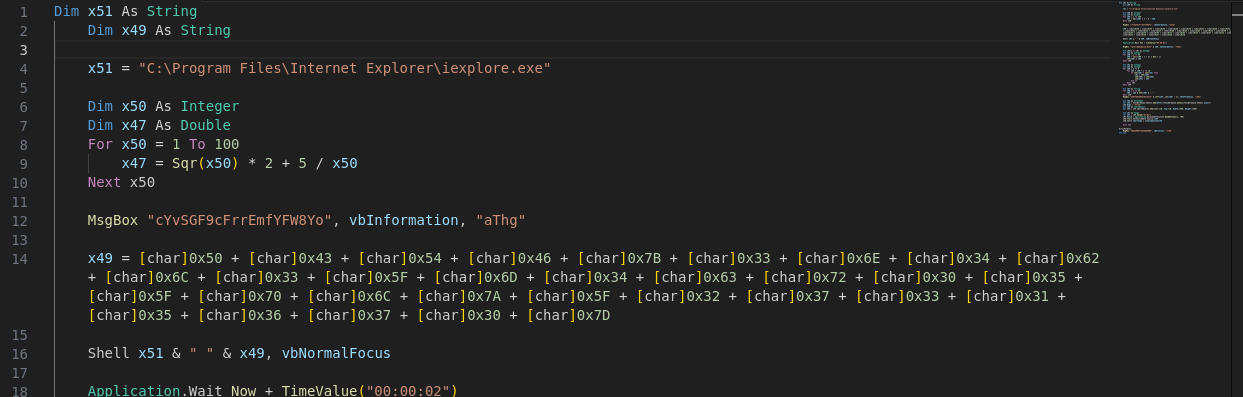 1 Dim x51 As String
2 Dim x49 As String
3
4 x51 = "C:\Program Files\Internet Explorer\iexplore.exe"
5
6 Dim x50 As Integer
7 Dim x47 As Double
8 For x50 = 1 To 100
9 x47 = Sqr(x50) * 2 + 5 / x50
10 Next x50
11
12 MsgBox "cYvSGF9cFrrEmfYFW8Yo", vbInformation, "aThg"
13
14 x49 = [char]0x50 + [char]0x43 + [char]0x54 + [char]0x46 + [char]0x7B + [char]0x33 + [char]0x6E + [char]0x34 + [char]0x62
+ [char]0x6C + [char]0x33 + [char]0x5F + [char]0x6D + [char]0x34 + [char]0x63 + [char]0x72 + [char]0x30 + [char]0x35 +
[char]0x5F + [char]0x70 + [char]0x6C + [char]0x7A + [char]0x5F + [char]0x32 + [char]0x37 + [char]0x33 + [char]0x31 +
[char]0x35 + [char]0x36 + [char]0x37 + [char]0x30 + [char]0x7D
15
16 Shell x51 & " " & x49, vbNormalFocus
17
18 Application.Wait Now + TimeValue("00:00:02")